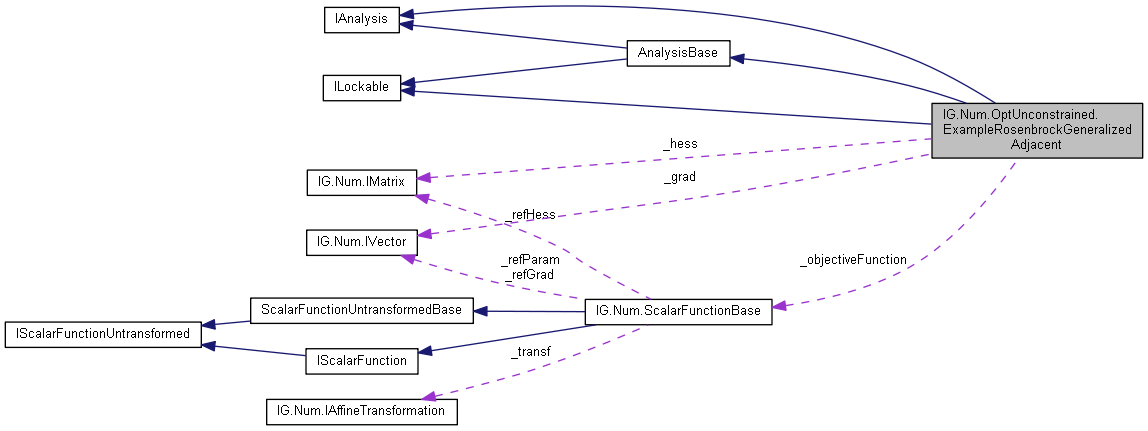 IAnalysis
AnalysisBase
ILockable
IG.Num.OptUnconstrained.
ExampleRosenbrockGeneralized
Adjacent
_hess
IG.Num.IMatrix
_grad
_refHess
IG.Num.IVector
_refParam
_refGrad
_objectiveFunction
ScalarFunctionUntransformedBase
IG.Num.ScalarFunctionBase
IScalarFunctionUntransformed
IScalarFunction
_transf
IG.Num.IAffineTransformation